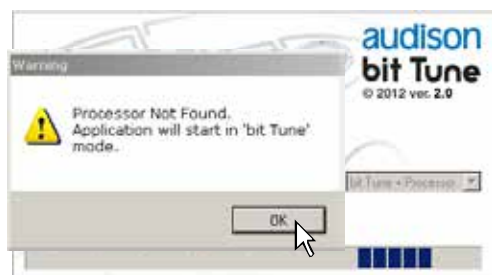 audison
bit Tune
© 2012 ver. 2.0
Warning
Processor Not Found.
Application will start in 'bit Tune'
mode.
bit Tune + Processor
OK